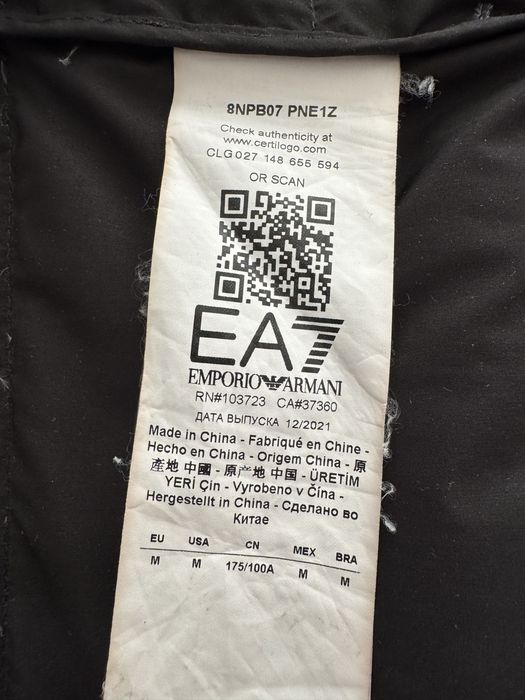 8NPB07 PNE1Z
Check authenticity at
www.certilogo.com
CLG 027 148 655 594
OR SCAN
EA7
EMPORIO ARMANI
RN#103723 CA#37360
ДАТА ВЫПУСКА 12/2021
Made in China - Fabriqué en Chine -
Hecho en China - Origem China - 原
產地 中國 - 原产地 中国 - ÜRETİM
YERİ Çin - Vyrobeno v Čína -
Hergestellt in China - Сделано во
Китае
EU USA CN MEX BRA
M M 175/100A M M